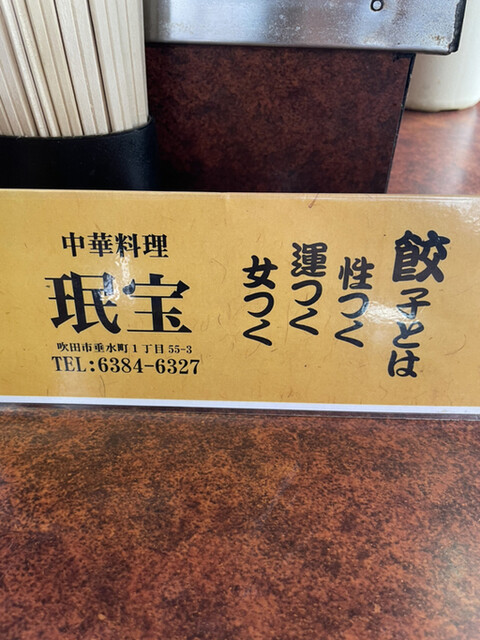 餃子とは
性つく
運つく
女つく
中華料理
珉宝
吹田市垂水町1丁目55-3
TEL:6384-6327